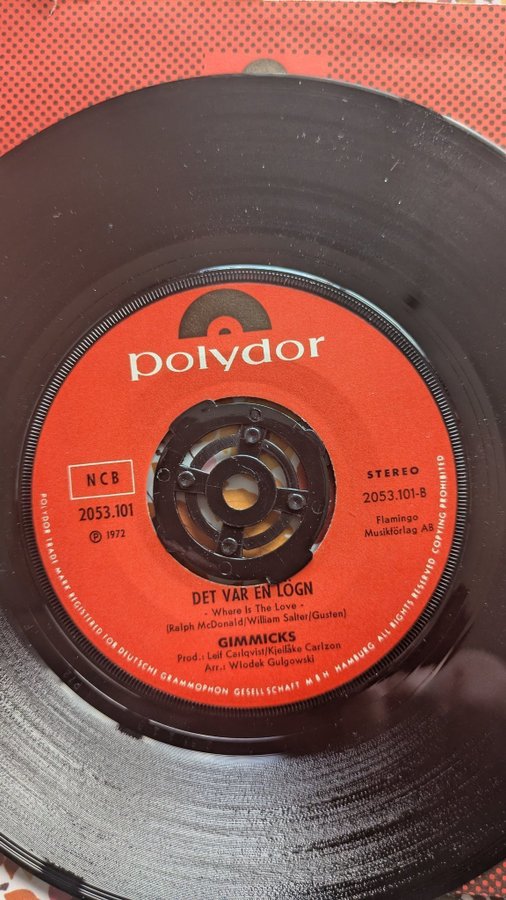 polydor
NCB
2053.101
Ⓟ 1972
STEREO
2053.101-B
Flamingo
Musikförlag AB
DET VAR EN LÖGN
- Where Is The Love -
(Ralph McDonald/William Salter/Gusten)
GIMMICKS
Prod.: Leif Carlqvist/Kjellåke Carlzon
Arr.: Wlodek Gulgowski
POLYDOR TRADE MARK REGISTERED FOR DEUTSCHE GRAMMOPHON GESELLSCHAFT MBH HAMBURG ALL RIGHTS RESERVED COPYING PROHIBITED